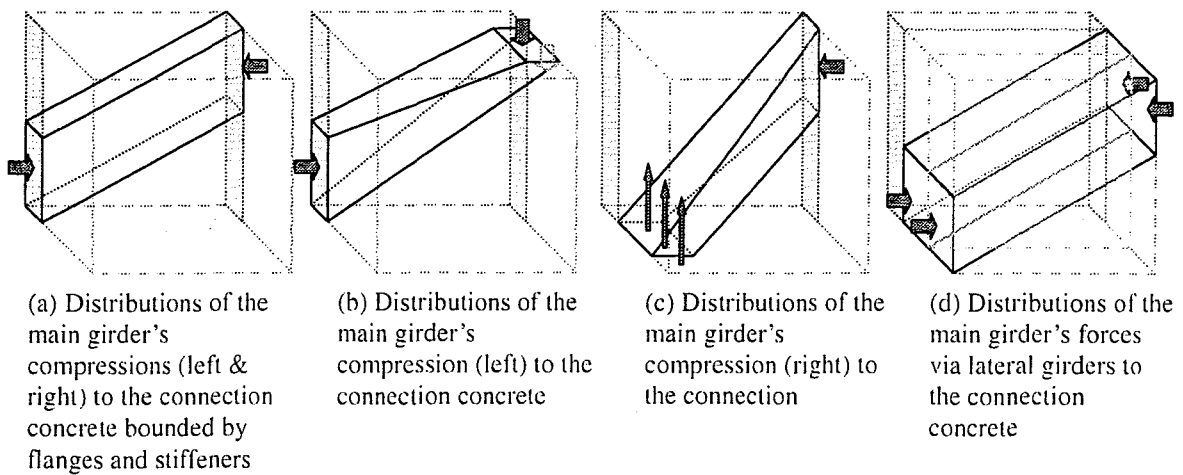 (a) Distributions of the
main girder's
compressions (left &
right) to the connection
concrete bounded by
flanges and stiffeners
(b) Distributions of the
main girder's
compression (left) to the
connection concrete
(c) Distributions of the
main girder's
compression (right) to
the connection
(d) Distributions of the
main girder's forces
via lateral girders to
the connection
concrete